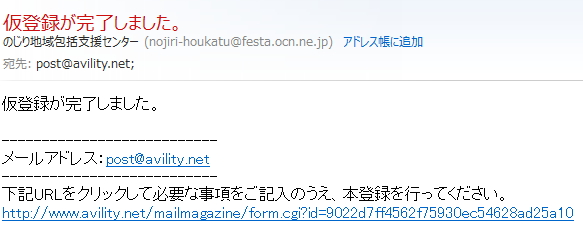 仮登録が完了しました。
のじり地域包括支援センター (nojiri-houkatu@festa.ocn.ne.jp) アドレス帳に追加
宛先: post@avility.net;
仮登録が完了しました。
---------------------------
メールアドレス：post@avility.net
---------------------------
下記URLをクリックして必要な事項をご記入のうえ、本登録を行ってください。
http://www.avility.net/mailmagazine/form.cgi?id=9022d7ff4562f75930ec54628ad25a10